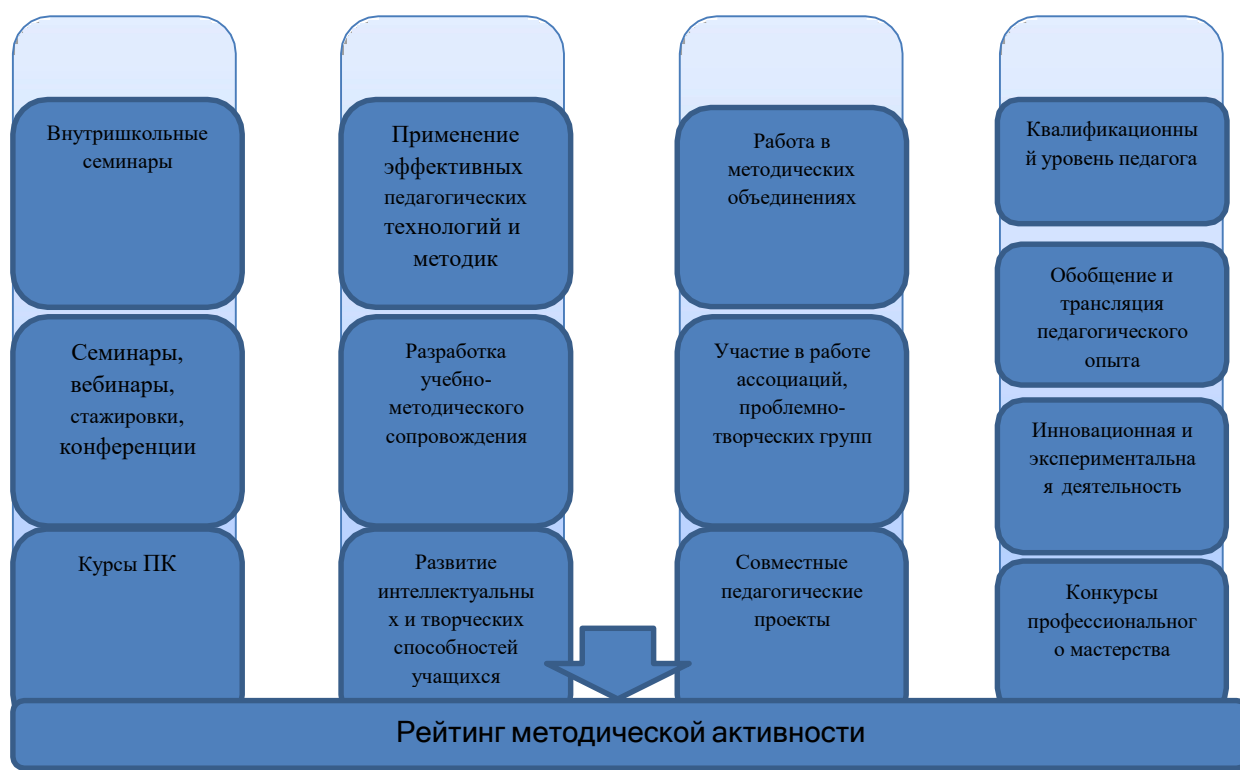 Внутришкольные
семинары
Семинары,
вебинары,
стажировки,
конференции
Курсы ПК
Применение
эффективных
педагогических
технологий и
методик
Разработка
учебно-
методического
сопровождения
Развитие
интеллектуальны
х и творческих
способностей
учащихся
Работа в
методических
объединениях
Участие в работе
ассоциаций,
проблемно-
творческих групп
Совместные
педагогические
проекты
Квалификационны
й уровень педагога
Обобщение и
трансляция
педагогического
опыта
Инновационная и
экспериментальна
я деятельность
Конкурсы
профессиональног
о мастерства
Рейтинг методической активности